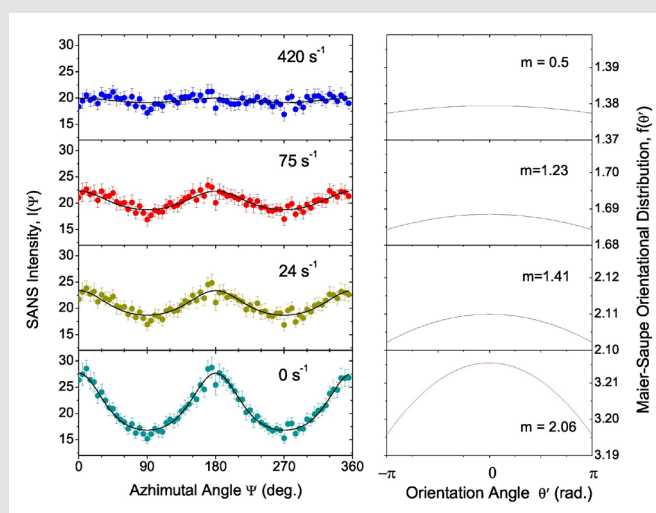 30
25
20
15
420 s⁻¹
30
25
20
15
75 s⁻¹
30
25
20
15
24 s⁻¹
30
25
20
15
0 s⁻¹
0 90 180 270 360
SANS Intensity, I(Ψ)
Azhimutal Angle Ψ (deg.)
m = 0.5
1.39
1.38
1.37
m=1.23
1.70
1.69
1.68
m=1.41
2.12
2.11
2.10
m = 2.06
3.21
3.20
3.19
−π 0 π
Orientation Angle θ′ (rad.)
Maier-Saupe Orientational Distribution, f(θ′)